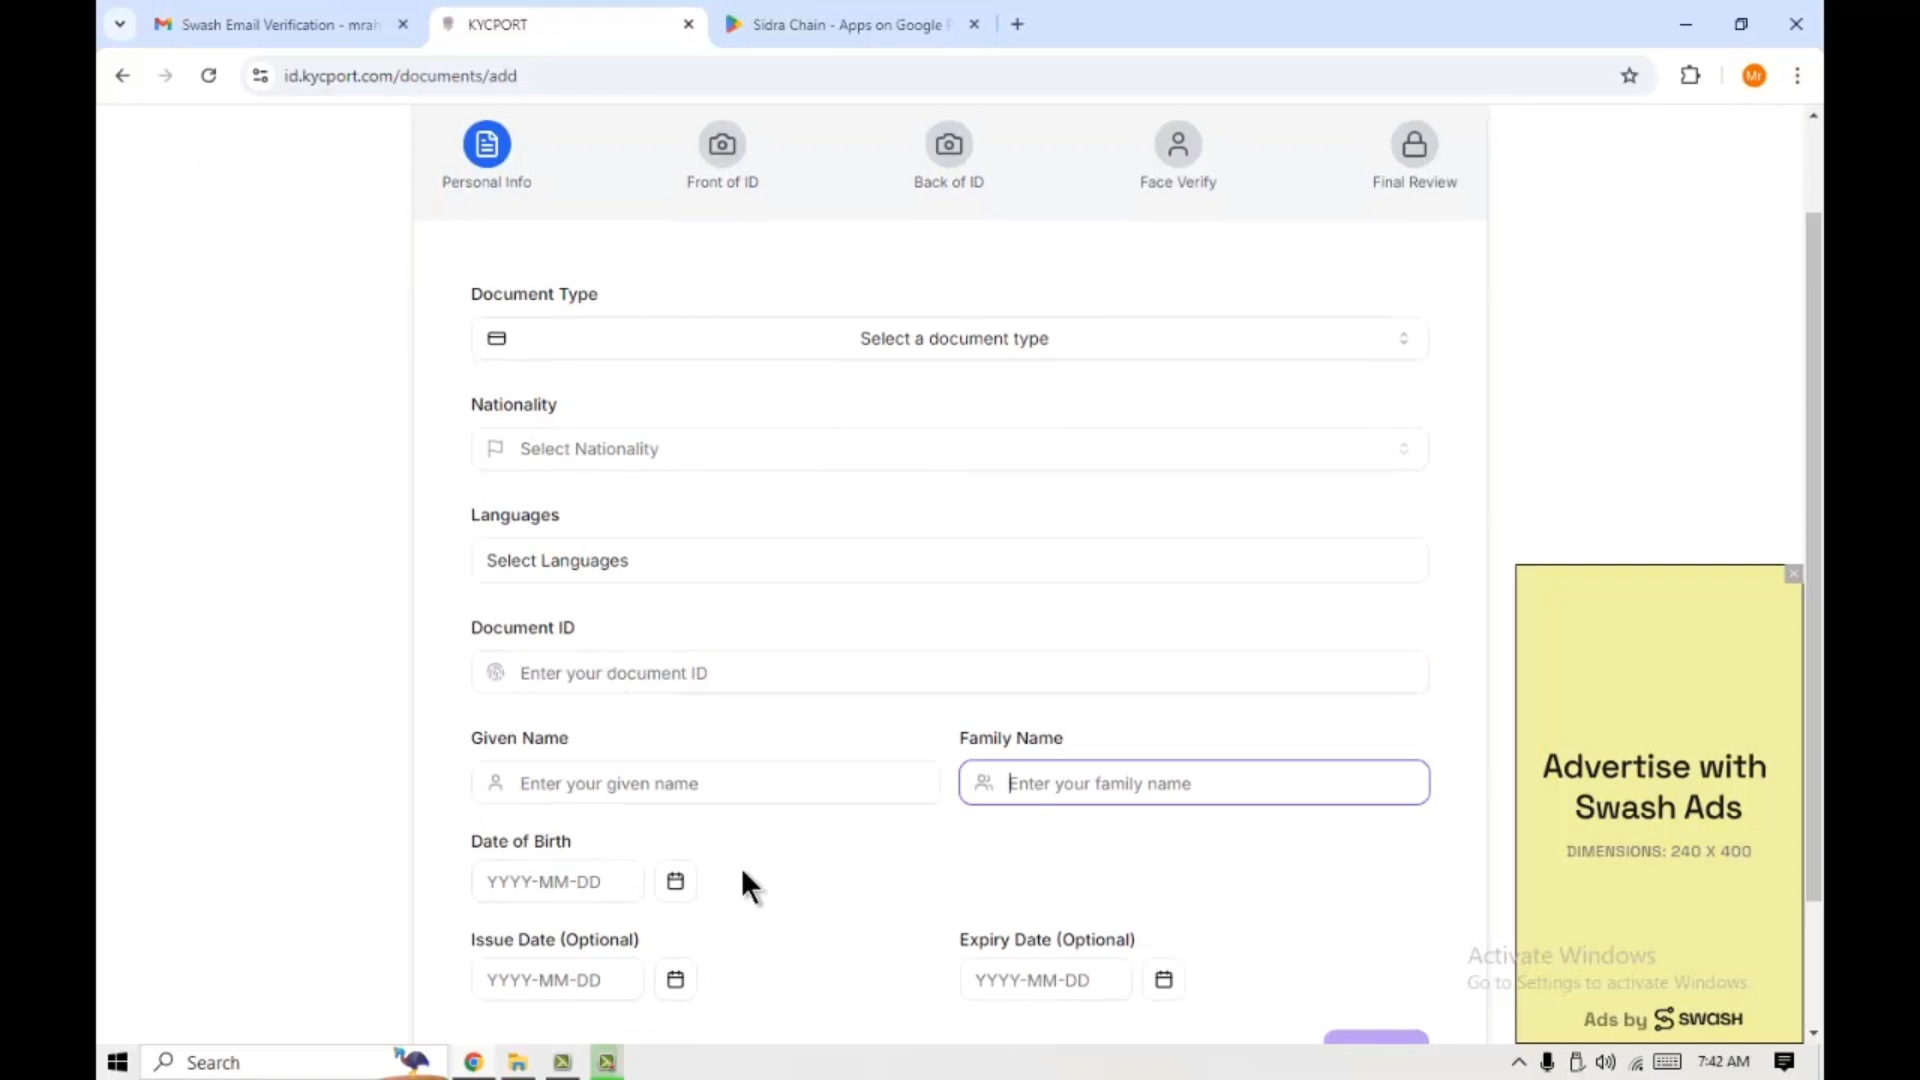 Swash Email Verification - mrah
KYCPORT
Sidra Chain - Apps on Google P
id.kycport.com/documents/add
Mr
Personal Info
Front of ID
Back of ID
Face Verify
Final Review
Document Type
Select a document type
Nationality
Select Nationality
Languages
Select Languages
Document ID
Enter your document ID
Given Name
Family Name
Enter your given name
Enter your family name
Date of Birth
YYYY-MM-DD
Issue Date (Optional)
Expiry Date (Optional)
YYYY-MM-DD
YYYY-MM-DD
Advertise with
Swash Ads
DIMENSIONS: 240 X 400
Activate Windows
Go to Settings to activate Windows.
Ads by SWASH
Search
7:42 AM